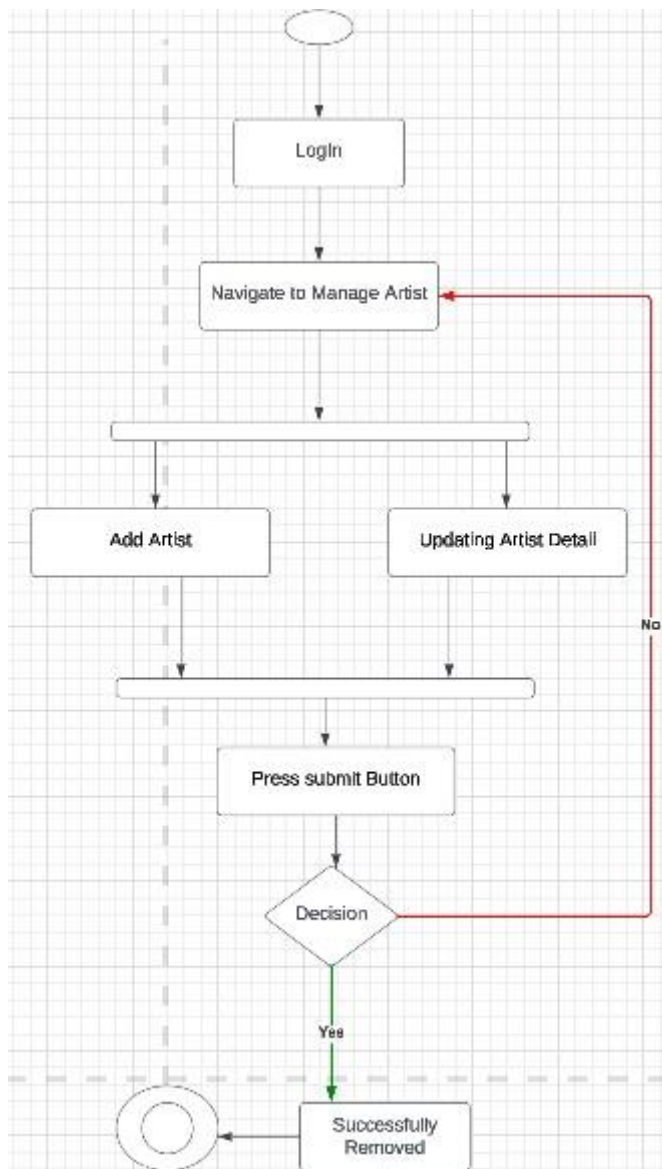 LogIn
Navigate to Manage Artist
Add Artist
Updating Artist Detail
No
Press submit Button
Decision
Yes
Successfully
Removed